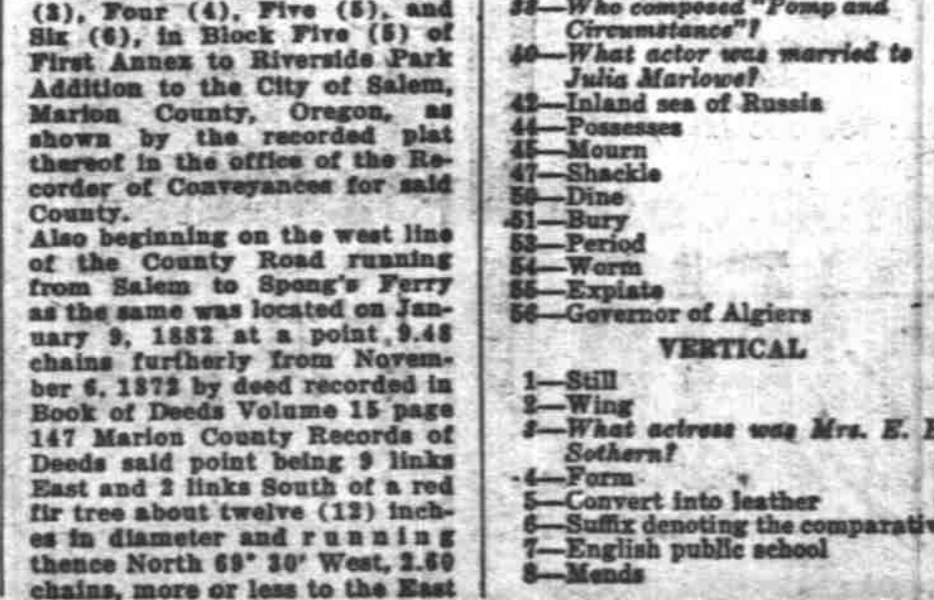 (3), Four (4), Five (5), and
Six (6), in Block Five (5) of
First Annex to Riverside Park
Addition to the City of Salem,
Marion County, Oregon, as
shown by the recorded plat
thereof in the office of the Re-
corder of Conveyances for said
County.
Also beginning on the west line
of the County Road running
from Salem to Spong's Ferry
as the same was located on Jan-
uary 9, 1882 at a point 9.48
chains furtherly from Novem-
ber 6, 1872 by deed recorded in
Book of Deeds Volume 15 page
147 Marion County Records of
Deeds said point being 9 links
East and 2 links South of a red
fir tree about twelve (12) inch-
es in diameter and running
thence North 69° 30' West, 2.60
chains, more or less to the East
Who composed "Pomp and
Circumstance"?
40—What actor was married to
Julia Marlowe?
42—Inland sea of Russia
44—Possesses
45—Mourn
47—Shackle
50—Dine
51—Bury
53—Period
54—Worm
55—Expiate
56—Governor of Algiers
VERTICAL
1—Still
2—Wing
3—What actress was Mrs. E.
Sothern?
4—Form
5—Convert into leather
6—Suffix denoting the comparativ
7—English public school
8—Mends